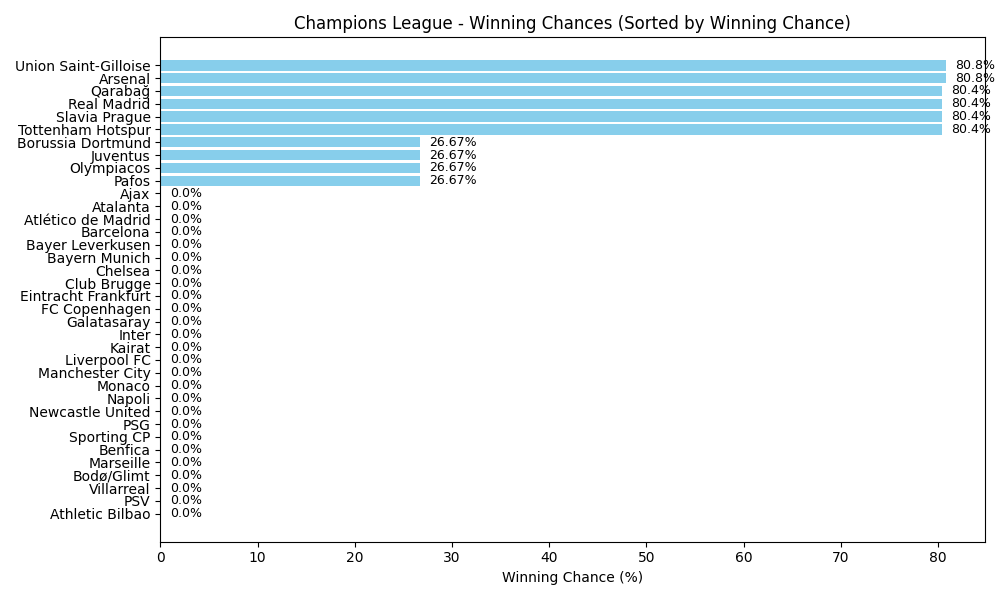 Champions League - Winning Chances (Sorted by Winning Chance)
Union Saint-Gilloise 80.8%
Arsenal 80.8%
Qarabağ 80.4%
Real Madrid 80.4%
Slavia Prague 80.4%
Tottenham Hotspur 80.4%
Borussia Dortmund 26.67%
Juventus 26.67%
Olympiacos 26.67%
Pafos 26.67%
Ajax 0.0%
Atalanta 0.0%
Atlético de Madrid 0.0%
Barcelona 0.0%
Bayer Leverkusen 0.0%
Bayern Munich 0.0%
Chelsea 0.0%
Club Brugge 0.0%
Eintracht Frankfurt 0.0%
FC Copenhagen 0.0%
Galatasaray 0.0%
Inter 0.0%
Kairat 0.0%
Liverpool FC 0.0%
Manchester City 0.0%
Monaco 0.0%
Napoli 0.0%
Newcastle United 0.0%
PSG 0.0%
Sporting CP 0.0%
Benfica 0.0%
Marseille 0.0%
Bodø/Glimt 0.0%
Villarreal 0.0%
PSV 0.0%
Athletic Bilbao 0.0%
0 10 20 30 40 50 60 70 80
Winning Chance (%)